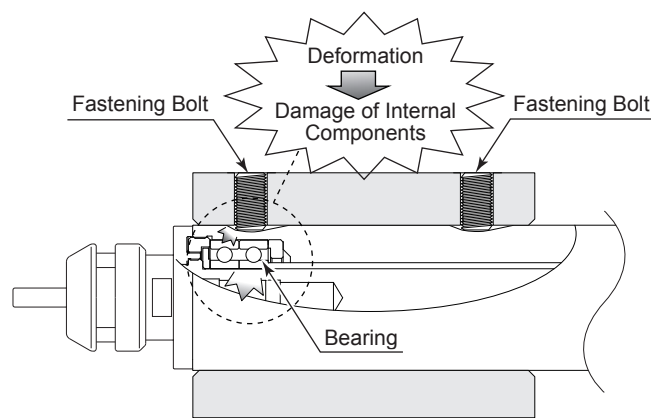 Deformation
Damage of Internal
Components
Fastening Bolt
Fastening Bolt
Bearing